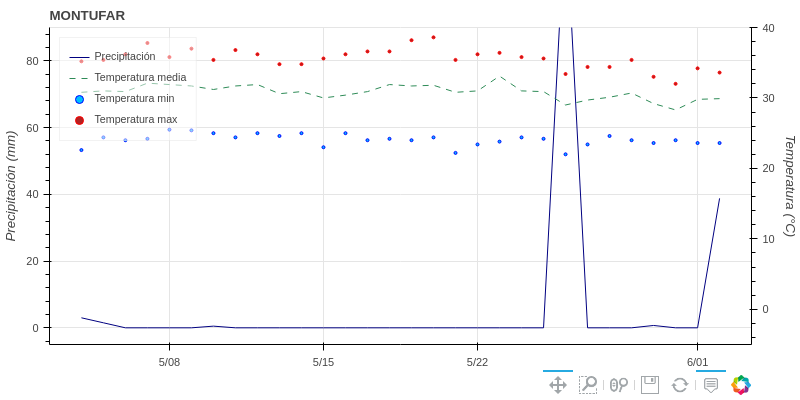 MONTUFAR
Precipitación
Temperatura media
Temperatura min
Temperatura max
Precipitación (mm)
80
60
40
20
0
Temperatura (°C)
40
30
20
10
0
5/08
5/15
5/22
6/01